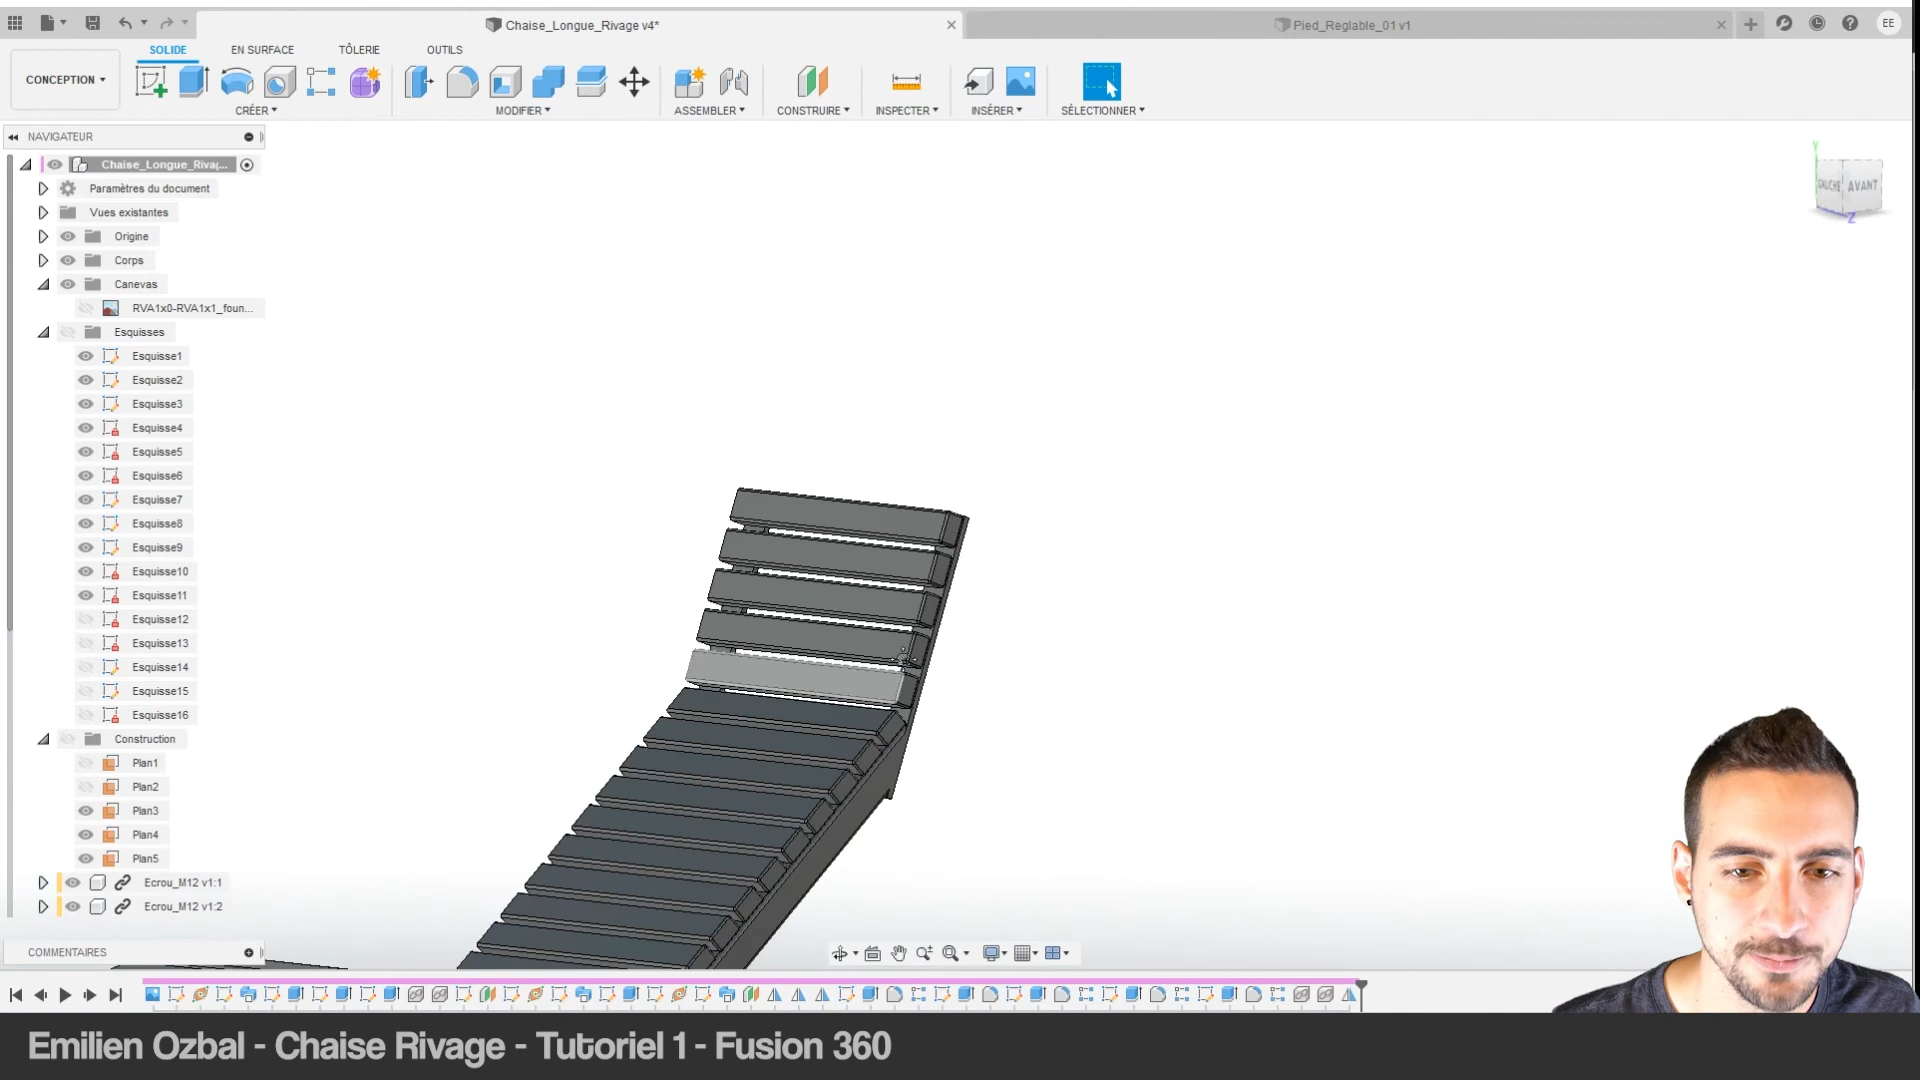 Chaise_Longue_Rivage v4*
Pied_Reglable_01 v1
EE
SOLIDE
EN SURFACE
TÔLERIE
OUTILS
CONCEPTION
CRÉER
MODIFIER
ASSEMBLER
CONSTRUIRE
INSPECTER
INSÉRER
SÉLECTIONNER
NAVIGATEUR
Chaise_Longue_Rivag...
Paramètres du document
Vues existantes
Origine
Corps
Canevas
RVA1x0-RVA1x1_foun...
Esquisses
Esquisse1
Esquisse2
Esquisse3
Esquisse4
Esquisse5
Esquisse6
Esquisse7
Esquisse8
Esquisse9
Esquisse10
Esquisse11
Esquisse12
Esquisse13
Esquisse14
Esquisse15
Esquisse16
Construction
Plan1
Plan2
Plan3
Plan4
Plan5
Ecrou_M12 v1:1
Ecrou_M12 v1:2
COMMENTAIRES
Y
GAUCHE
AVANT
Z
Emilien Ozbal - Chaise Rivage - Tutoriel 1 - Fusion 360